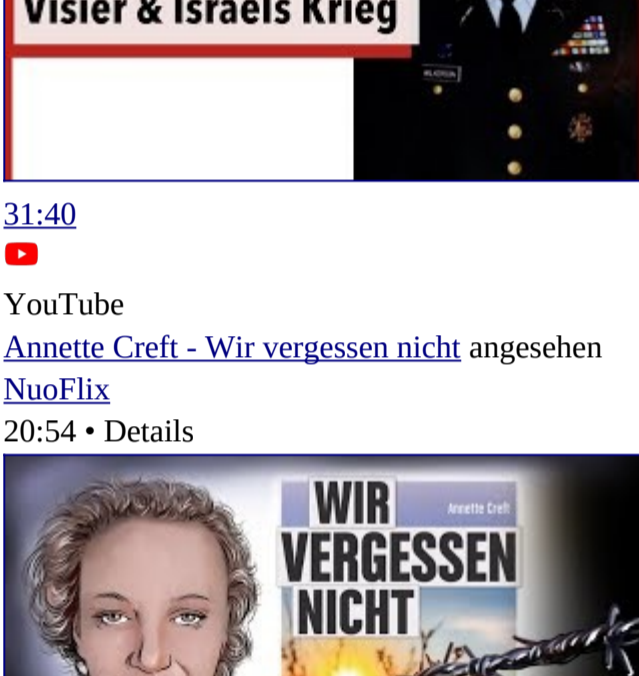 Visier & Israels Krieg
31:40
YouTube
Annette Creft - Wir vergessen nicht angesehen
NuoFlix
20:54 • Details
Annette Creft
WIR
VERGESSEN
NICHT